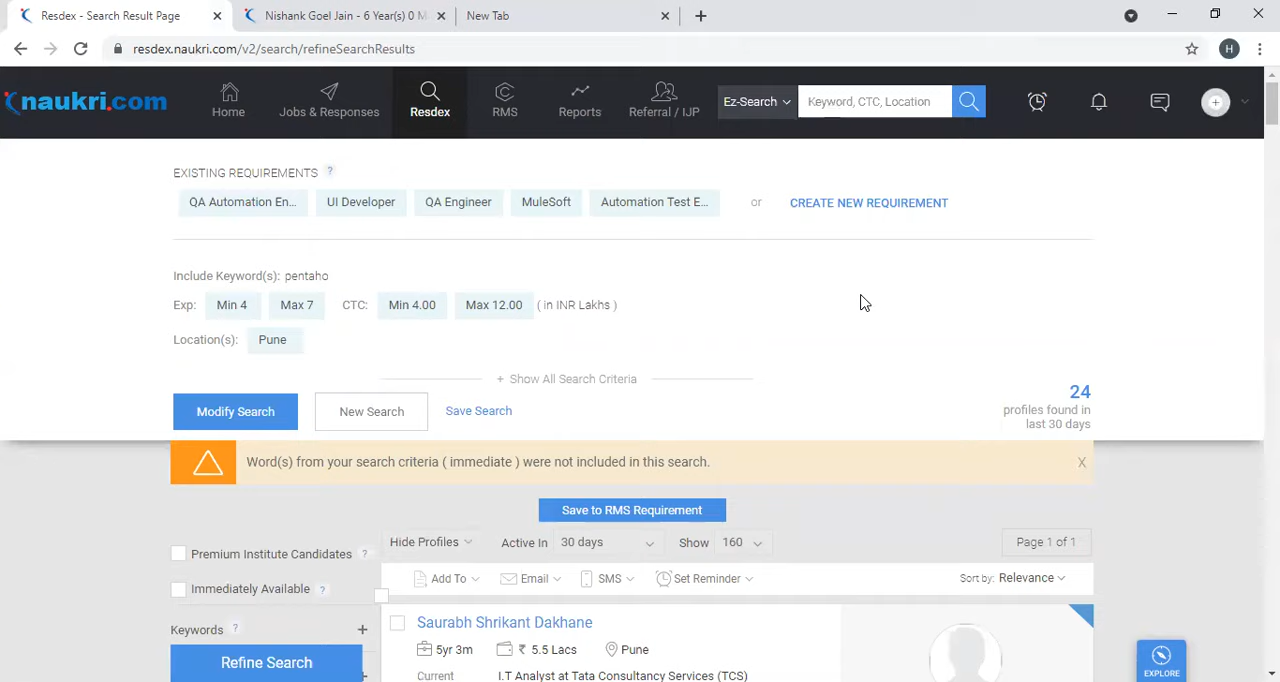 Resdex - Search Result Page
Nishank Goel Jain - 6 Year(s) 0 M
New Tab
resdex.naukri.com/v2/search/refineSearchResults
H
naukri.com
Home
Jobs & Responses
Resdex
RMS
Reports
Referral / IJP
Ez-Search
Keyword, CTC, Location
EXISTING REQUIREMENTS ?
QA Automation En... UI Developer QA Engineer MuleSoft Automation Test E... or CREATE NEW REQUIREMENT
Include Keyword(s): pentaho
Exp: Min 4 Max 7 CTC: Min 4.00 Max 12.00 ( in INR Lakhs )
Location(s): Pune
+ Show All Search Criteria
Modify Search New Search Save Search
24
profiles found in
last 30 days
Word(s) from your search criteria ( immediate ) were not included in this search. X
Save to RMS Requirement
Hide Profiles Active In 30 days Show 160 Page 1 of 1
Premium Institute Candidates ?
Add To Email SMS Set Reminder Sort by: Relevance
Immediately Available ?
Keywords ? +
Refine Search
Saurabh Shrikant Dakhane
5yr 3m ₹ 5.5 Lacs Pune
Current I.T Analyst at Tata Consultancy Services (TCS)
EXPLORE